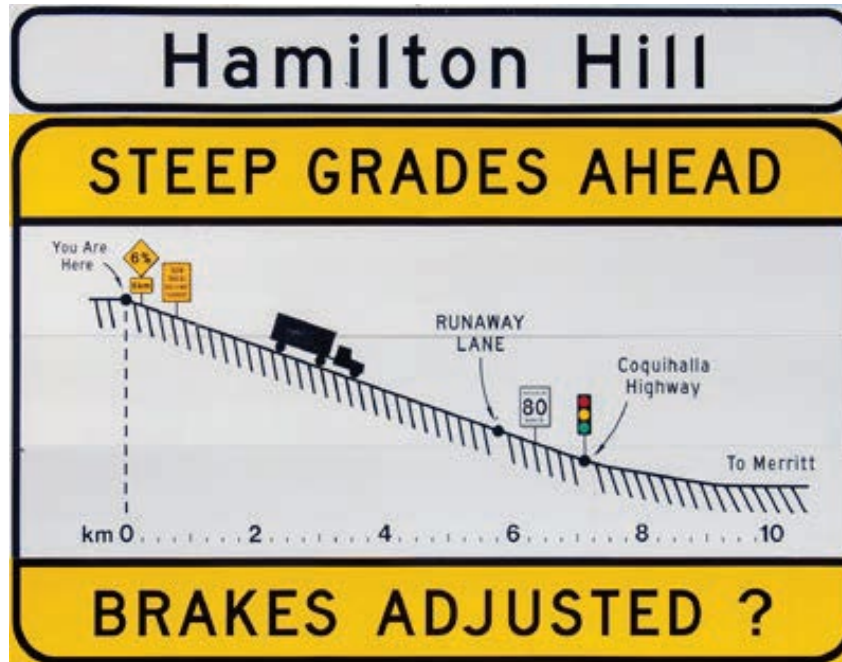 Hamilton Hill
STEEP GRADES AHEAD
You Are
Here
6%
6km
RUNAWAY
LANE
80
Coquihalla
Highway
To Merritt
km 0....2....4....6....8....10
BRAKES ADJUSTED ?